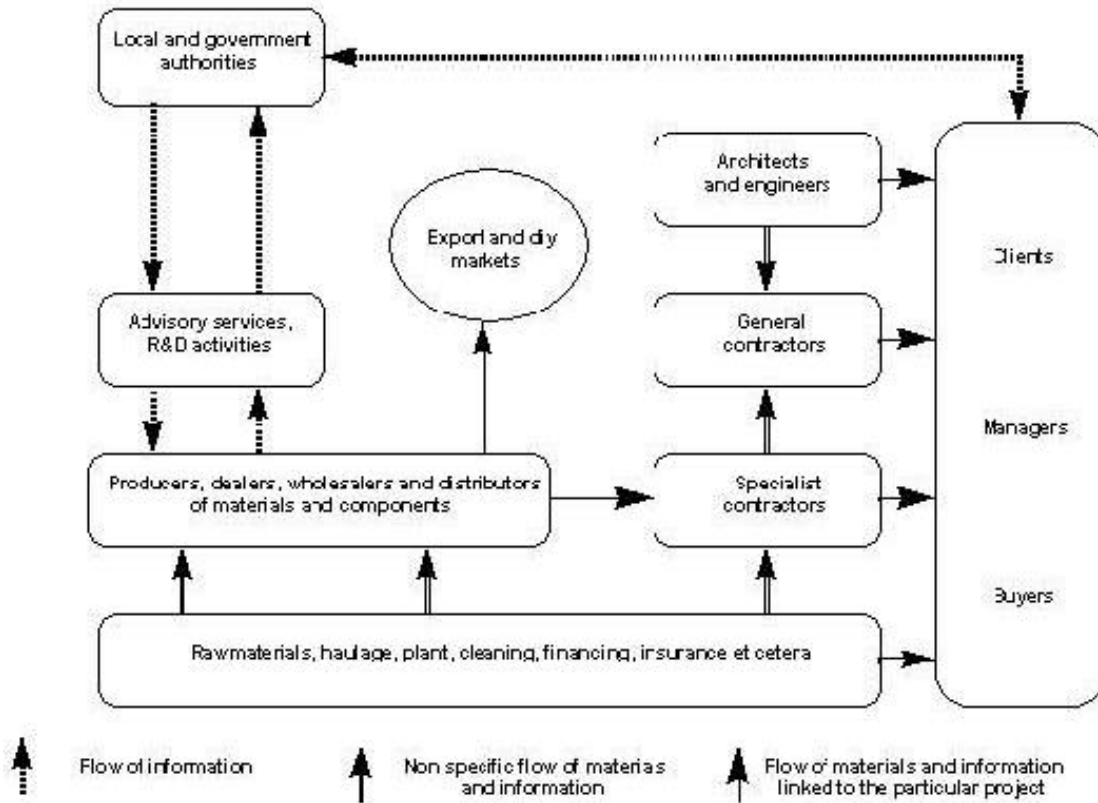 Local and government
authorities
Architects
and engineers
Export and diy
markets
Clients
Advisory services,
R&D activities
General
contractors
Managers
Producers, dealers, wholesalers and distributors
of materials and components
Specialist
contractors
Buyers
Raw materials, haulage, plant, cleaning, financing, insurance et cetera
Flow of information
Non specific flow of materias
and information
Flow of materials and information
linked to the particular project